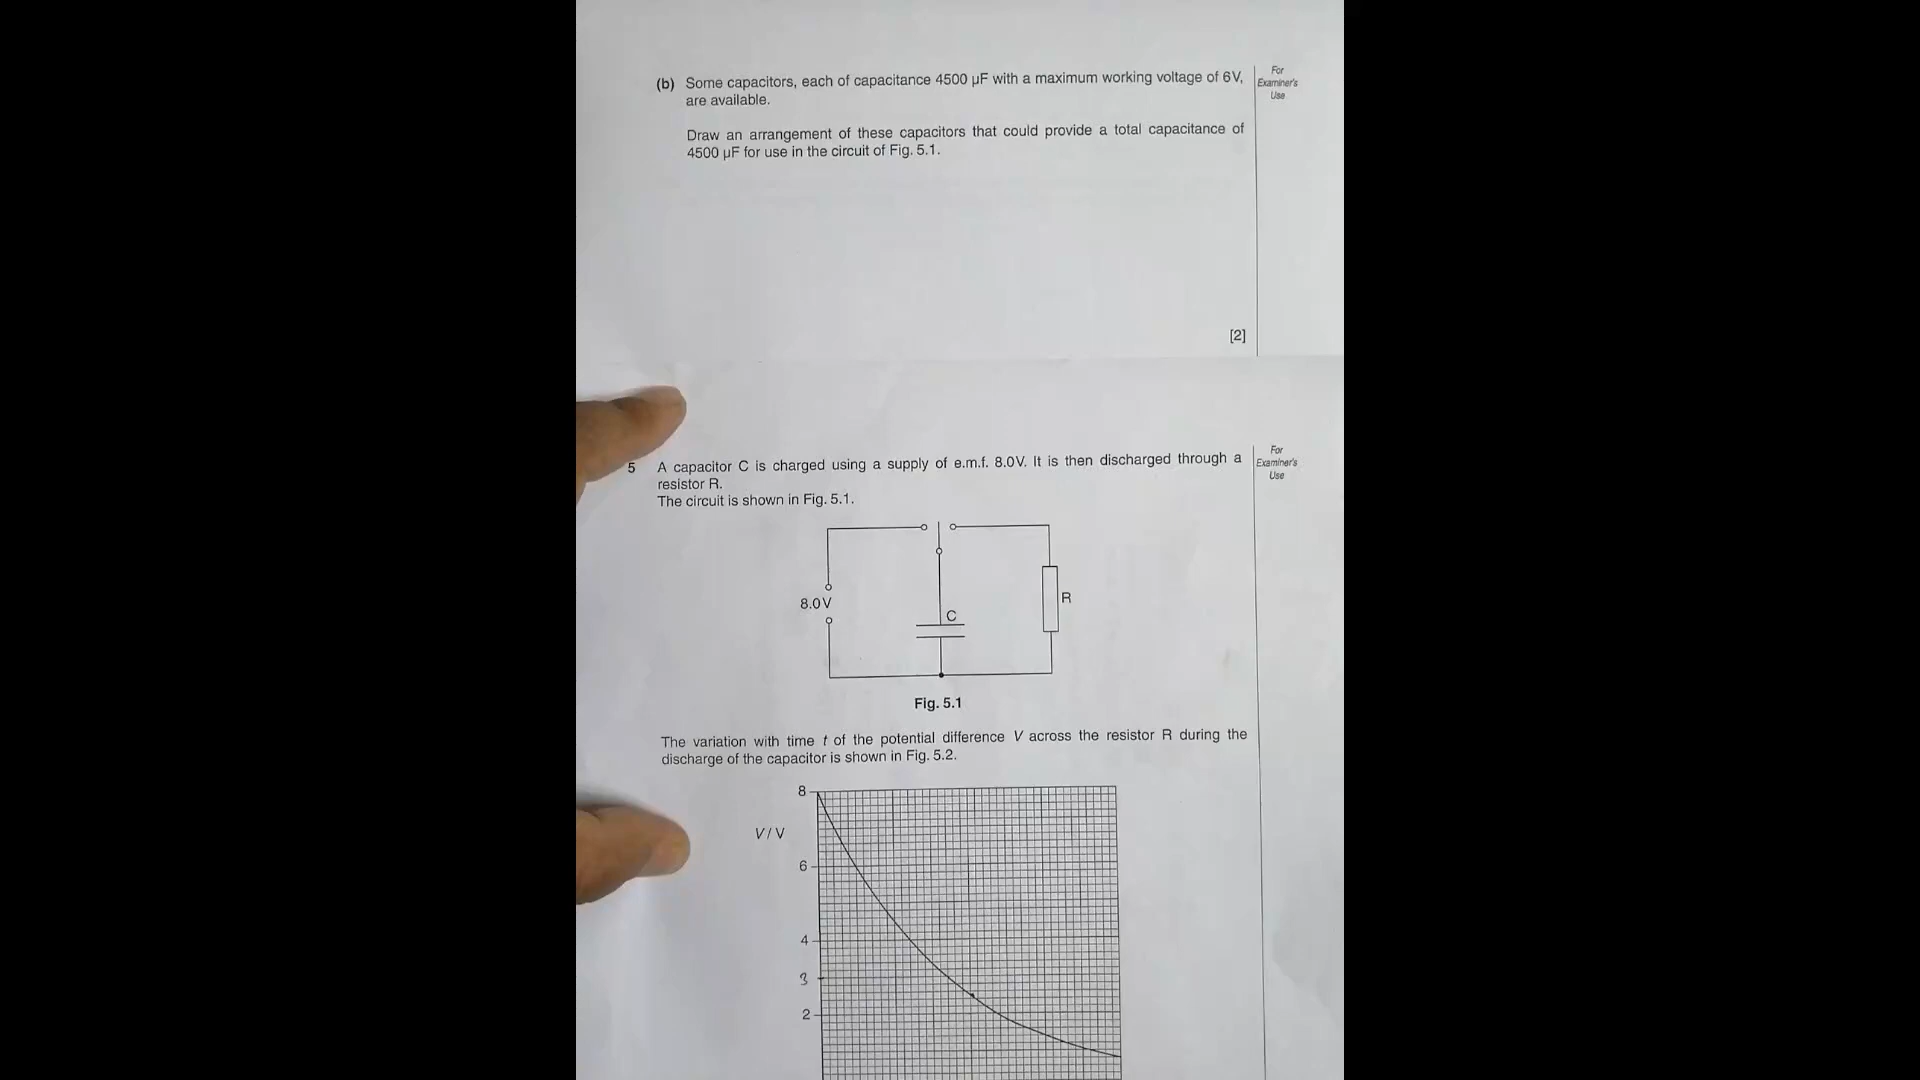 (b) Some capacitors, each of capacitance 4500 μF with a maximum working voltage of 6V,
are available.
For
Examiner's
Use
Draw an arrangement of these capacitors that could provide a total capacitance of
4500 μF for use in the circuit of Fig. 5.1.
[2]
5 A capacitor C is charged using a supply of e.m.f. 8.0V. It is then discharged through a
resistor R.
The circuit is shown in Fig. 5.1.
For
Examiner's
Use
8.0V
C
R
Fig. 5.1
The variation with time t of the potential difference V across the resistor R during the
discharge of the capacitor is shown in Fig. 5.2.
8
V / V
6
4
3
2